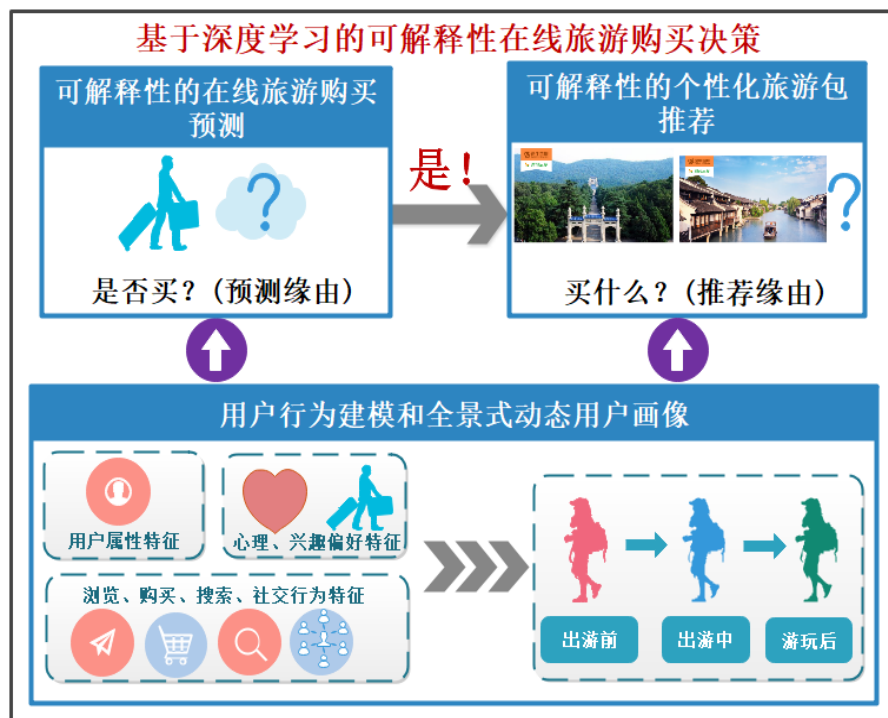 基于深度学习的可解释性在线旅游购买决策
可解释性的在线旅游购买
预测
是否买？(预测缘由)
是！
可解释性的个性化旅游包
推荐
买什么？(推荐缘由)
用户行为建模和全景式动态用户画像
用户属性特征
心理、兴趣偏好特征
浏览、购买、搜索、社交行为特征
出游前
出游中
游玩后